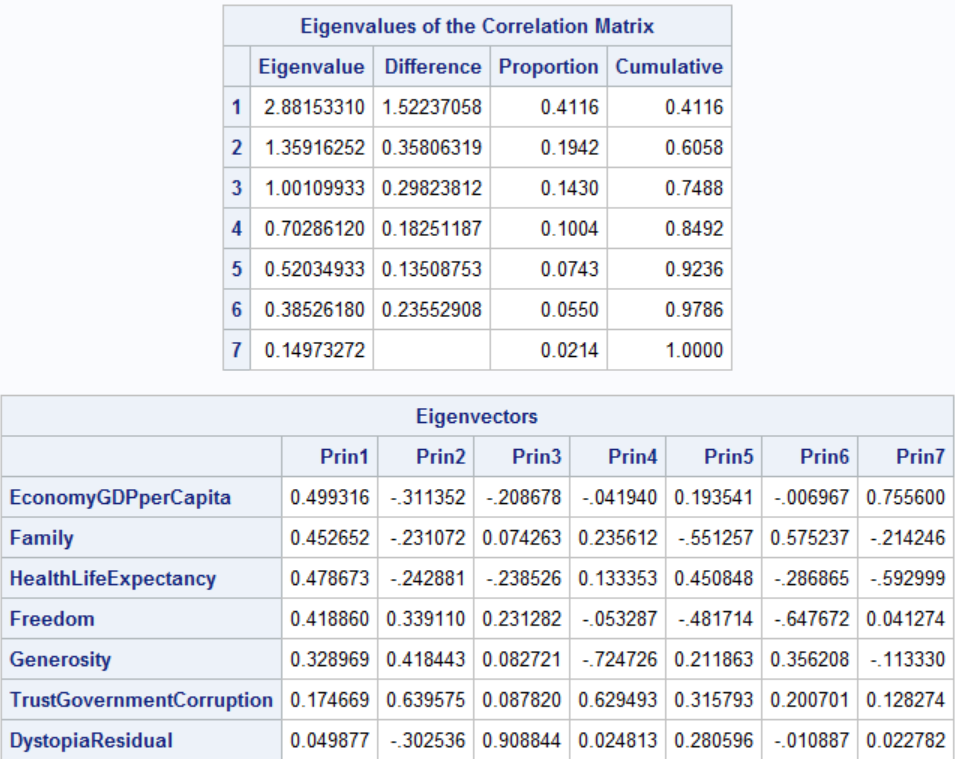 Eigenvalues of the Correlation Matrix
Eigenvalue Difference Proportion Cumulative
1 2.88153310 1.52237058 0.4116 0.4116
2 1.35916252 0.35806319 0.1942 0.6058
3 1.00109933 0.29823812 0.1430 0.7488
4 0.70286120 0.18251187 0.1004 0.8492
5 0.52034933 0.13508753 0.0743 0.9236
6 0.38526180 0.23552908 0.0550 0.9786
7 0.14973272 0.0214 1.0000
Eigenvectors
Prin1 Prin2 Prin3 Prin4 Prin5 Prin6 Prin7
EconomyGDPperCapita 0.499316 -.311352 -.208678 -.041940 0.193541 -.006967 0.755600
Family 0.452652 -.231072 0.074263 0.235612 -.551257 0.575237 -.214246
HealthLifeExpectancy 0.478673 -.242881 -.238526 0.133353 0.450848 -.286865 -.592999
Freedom 0.418860 0.339110 0.231282 -.053287 -.481714 -.647672 0.041274
Generosity 0.328969 0.418443 0.082721 -.724726 0.211863 0.356208 -.113330
TrustGovernmentCorruption 0.174669 0.639575 0.087820 0.629493 0.315793 0.200701 0.128274
DystopiaResidual 0.049877 -.302536 0.908844 0.024813 0.280596 -.010887 0.022782